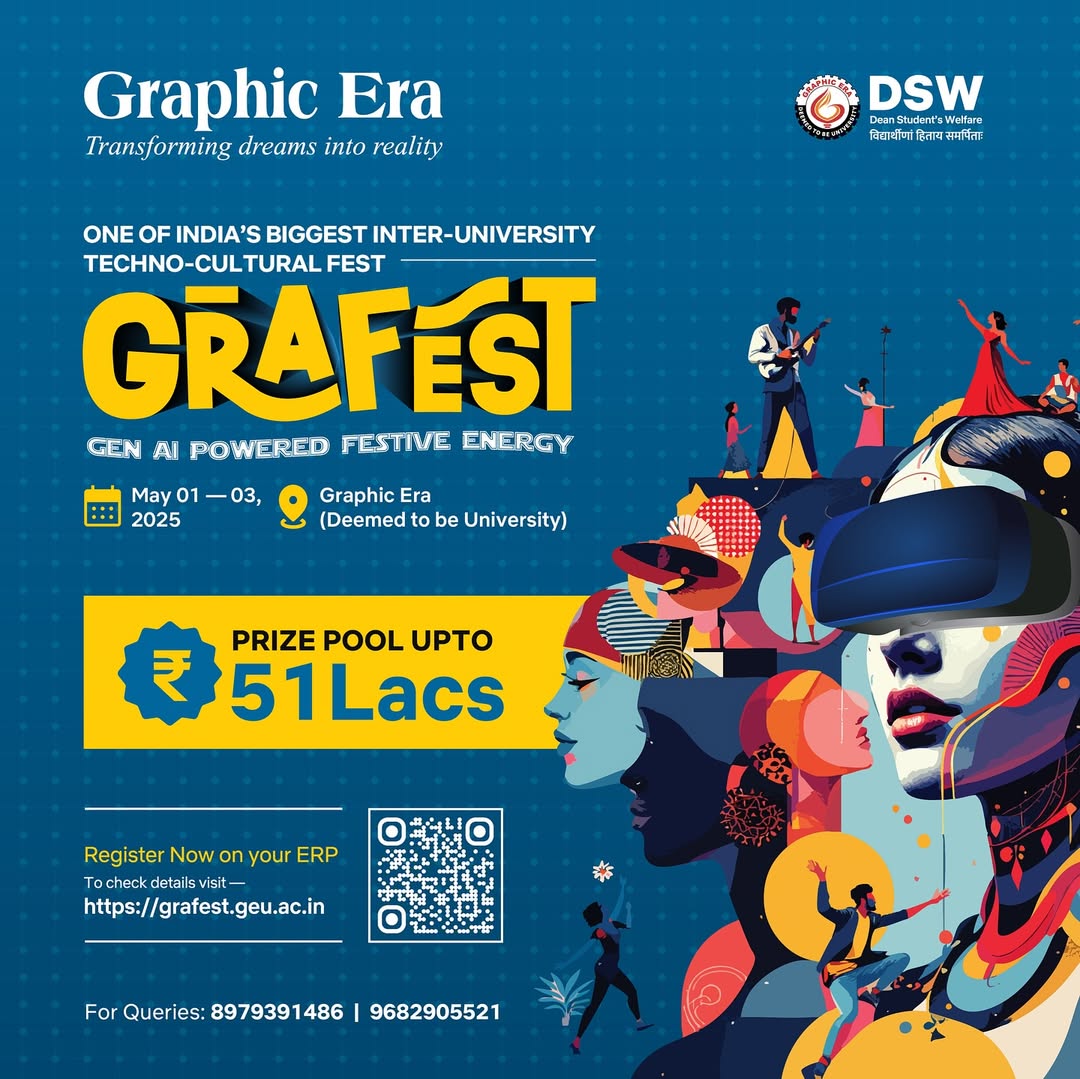 Graphic Era
Transforming dreams into reality
GRAPHIC ERA
DEEMED TO BE UNIVERSITY
DSW
Dean Student's Welfare
विद्यार्थीणां हिताय समर्पिताः
ONE OF INDIA'S BIGGEST INTER-UNIVERSITY
TECHNO-CULTURAL FEST
GRAFEST
GEN AI POWERED FESTIVE ENERGY
May 01 — 03,
2025
Graphic Era
(Deemed to be University)
₹
PRIZE POOL UPTO
51Lacs
Register Now on your ERP
To check details visit —
https://grafest.geu.ac.in
For Queries: 8979391486 | 9682905521